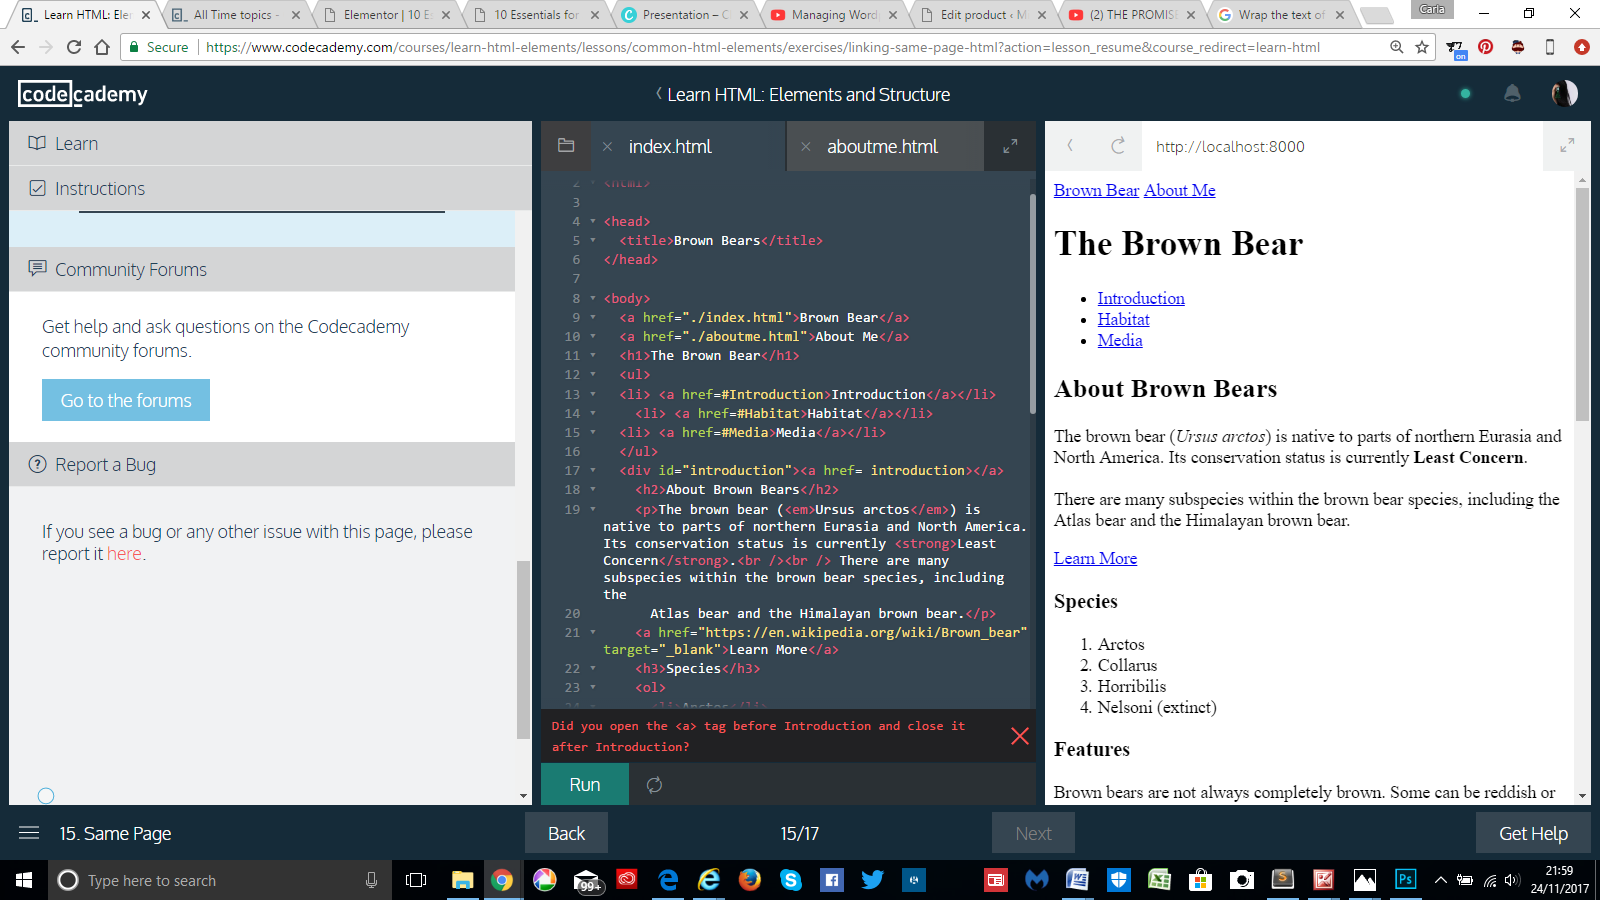 Learn HTML: Ele
All Time topics -
Elementor | 10 E
10 Essentials for
Presentation – C
Managing Word
Edit product ‹ M
(2) THE PROMISE
Wrap the text of
Carla
Secure
https://www.codecademy.com/courses/learn-html-elements/lessons/common-html-elements/exercises/linking-same-page-html?action=lesson_resume&course_redirect=learn-html
on
codecademy
Learn HTML: Elements and Structure
Learn
Instructions
Community Forums
Get help and ask questions on the Codecademy
community forums.
Go to the forums
Report a Bug
If you see a bug or any other issue with this page, please
report it here.
index.html
aboutme.html
2 <html>
3
4 <head>
5 <title>Brown Bears</title>
6 </head>
7
8 <body>
9 <a href="./index.html">Brown Bear</a>
10 <a href="./aboutme.html">About Me</a>
11 <h1>The Brown Bear</h1>
12 <ul>
13 <li> <a href=#Introduction>Introduction</a></li>
14 <li> <a href=#Habitat>Habitat</a></li>
15 <li> <a href=#Media>Media</a></li>
16 </ul>
17 <div id="introduction"><a href= introduction></a>
18 <h2>About Brown Bears</h2>
19 <p>The brown bear (<em>Ursus arctos</em>) is
native to parts of northern Eurasia and North America.
Its conservation status is currently <strong>Least
Concern</strong>.<br /><br /> There are many
subspecies within the brown bear species, including
the
20 Atlas bear and the Himalayan brown bear.</p>
21 <a href="https://en.wikipedia.org/wiki/Brown_bear"
target="_blank">Learn More</a>
22 <h3>Species</h3>
23 <ol>
24 <li>Arctos</li>
Did you open the <a> tag before Introduction and close it
after Introduction?
Run
http://localhost:8000
Brown Bear About Me
The Brown Bear
Introduction
Habitat
Media
About Brown Bears
The brown bear (Ursus arctos) is native to parts of northern Eurasia and
North America. Its conservation status is currently Least Concern.
There are many subspecies within the brown bear species, including the
Atlas bear and the Himalayan brown bear.
Learn More
Species
1. Arctos
2. Collarus
3. Horribilis
4. Nelsoni (extinct)
Features
Brown bears are not always completely brown. Some can be reddish or
15. Same Page
Back
15/17
Next
Get Help
Type here to search
99+
Ps
21:59
24/11/2017